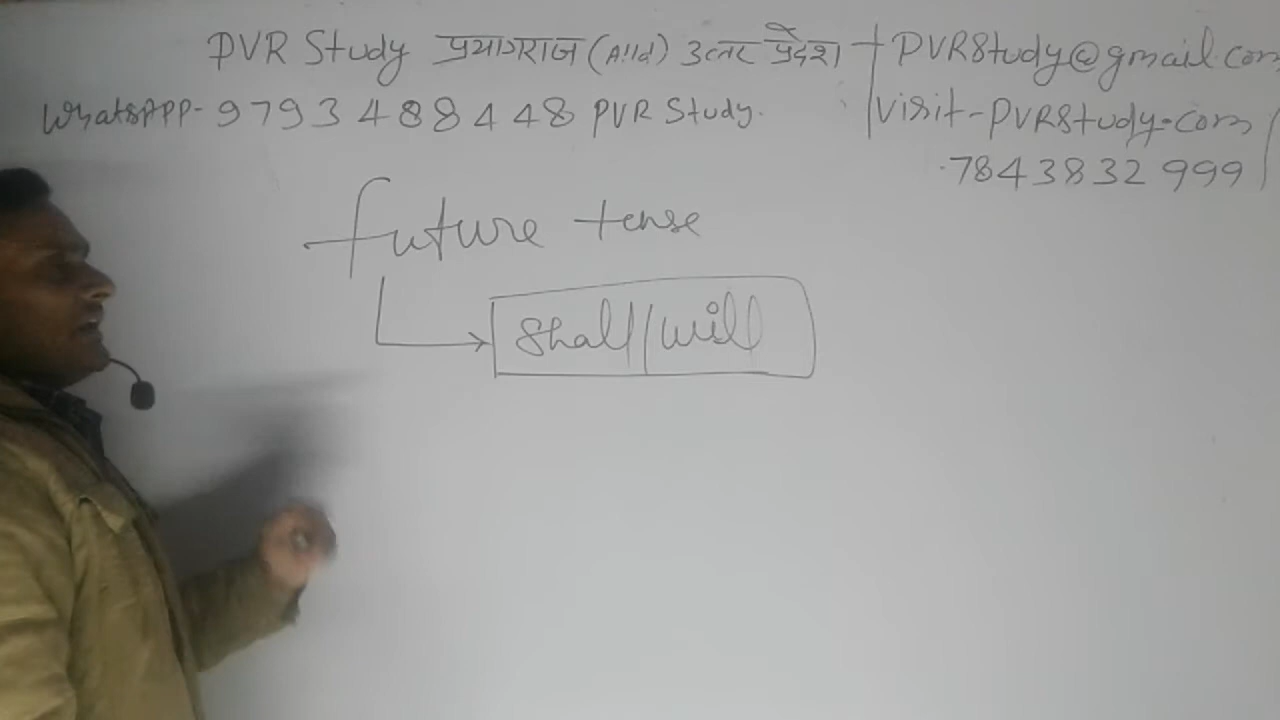 PVR Study प्रयागराज (Alld) उत्तर प्रदेश
WhatsAPP- 9793488448 PVR Study.
PVRStudy@gmail.com
visit-PVRStudy.com
7843832999
future tense
Shall/will